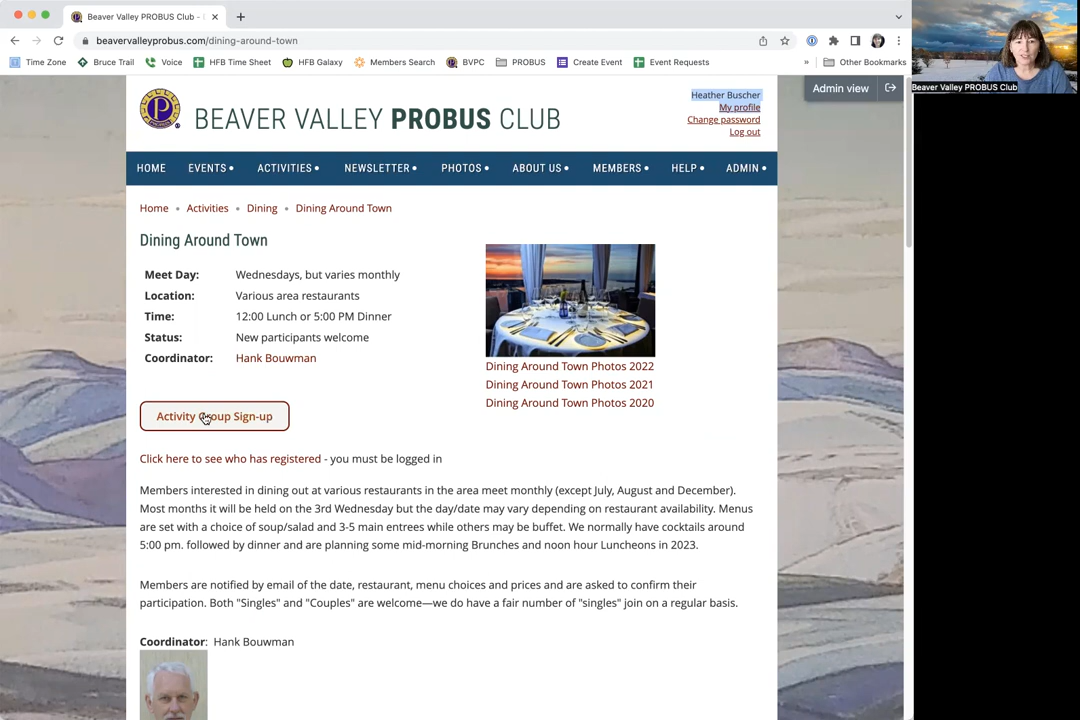 Beaver Valley PROBUS Club -
beavervalleyprobus.com/dining-around-town
Time Zone
Bruce Trail
Voice
HFB Time Sheet
HFB Galaxy
Members Search
BVPC
PROBUS
Create Event
Event Requests
»
Other Bookmarks
Beaver Valley PROBUS Club
Admin view
Heather Buscher
My profile
Change password
Log out
P
BEAVER VALLEY PROBUS CLUB
HOME EVENTS • ACTIVITIES • NEWSLETTER • PHOTOS • ABOUT US • MEMBERS • HELP • ADMIN •
Home • Activities • Dining • Dining Around Town
Dining Around Town
Meet Day: Wednesdays, but varies monthly
Location: Various area restaurants
Time: 12:00 Lunch or 5:00 PM Dinner
Status: New participants welcome
Coordinator: Hank Bouwman
Dining Around Town Photos 2022
Dining Around Town Photos 2021
Dining Around Town Photos 2020
Activity Group Sign-up
Click here to see who has registered - you must be logged in
Members interested in dining out at various restaurants in the area meet monthly (except July, August and December).
Most months it will be held on the 3rd Wednesday but the day/date may vary depending on restaurant availability. Menus
are set with a choice of soup/salad and 3-5 main entrees while others may be buffet. We normally have cocktails around
5:00 pm. followed by dinner and are planning some mid-morning Brunches and noon hour Luncheons in 2023.
Members are notified by email of the date, restaurant, menu choices and prices and are asked to confirm their
participation. Both "Singles" and "Couples" are welcome—we do have a fair number of "singles" join on a regular basis.
Coordinator: Hank Bouwman